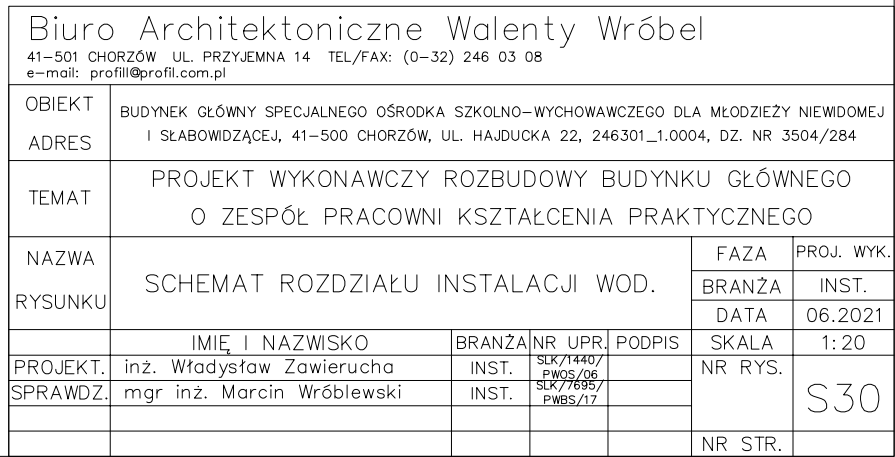 Biuro Architektoniczne Walenty Wróbel
41-501 CHORZÓW UL. PRZYJEMNA 14 TEL/FAX: (0-32) 246 03 08
e-mail: profill@profil.com.pl
OBIEKT
ADRES
BUDYNEK GŁÓWNY SPECJALNEGO OŚRODKA SZKOLNO-WYCHOWAWCZEGO DLA MŁODZIEŻY NIEWIDOMEJ
I SŁABOWIDZĄCEJ, 41-500 CHORZÓW, UL. HAJDUCKA 22, 246301_1.0004, DZ. NR 3504/284
TEMAT
PROJEKT WYKONAWCZY ROZBUDOWY BUDYNKU GŁÓWNEGO
O ZESPÓŁ PRACOWNI KSZTAŁCENIA PRAKTYCZNEGO
NAZWA
RYSUNKU
SCHEMAT ROZDZIAŁU INSTALACJI WOD.
FAZA PROJ. WYK.
BRANŻA INST.
DATA 06.2021
IMIĘ I NAZWISKO BRANŻA NR UPR. PODPIS SKALA 1:20
PROJEKT. inż. Władysław Zawierucha INST. SLK/1440/
PWOS/06
SPRAWDZ. mgr inż. Marcin Wróblewski INST. SLK/7695/
PWBS/17
NR RYS.
S30
NR STR.